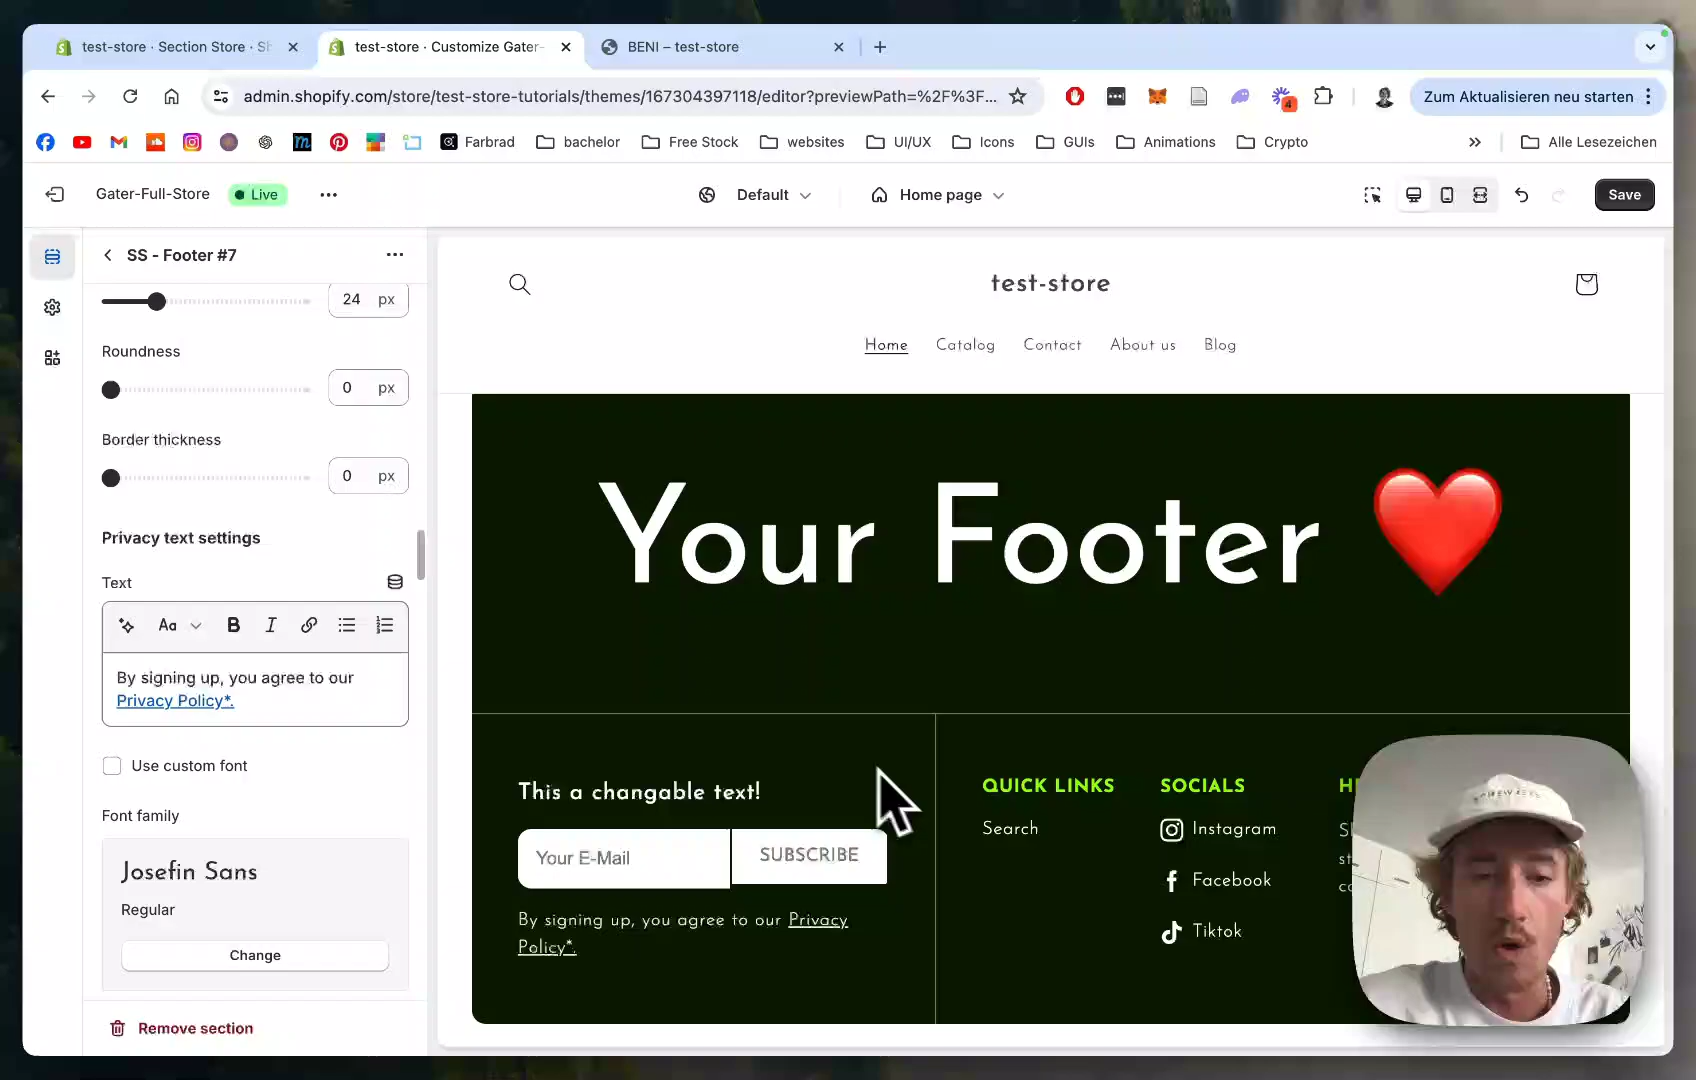 test-store · Section Store · Sh
test-store · Customize Gater-
BENI – test-store
admin.shopify.com/store/test-store-tutorials/themes/167304397118/editor?previewPath=%2F%3F...
4
Zum Aktualisieren neu starten
Farbrad
bachelor
Free Stock
websites
UI/UX
Icons
GUIs
Animations
Crypto
Alle Lesezeichen
Gater-Full-Store
Live
Default
Home page
Save
SS - Footer #7
24 px
Roundness
0 px
Border thickness
0 px
Privacy text settings
Text
Aa
B
I
By signing up, you agree to our
Privacy Policy*.
Use custom font
Font family
Josefin Sans
Regular
Change
Remove section
test-store
Home
Catalog
Contact
About us
Blog
Your Footer ❤️
This a changable text!
Your E-Mail
SUBSCRIBE
By signing up, you agree to our Privacy
Policy*.
QUICK LINKS
Search
SOCIALS
Instagram
Facebook
Tiktok